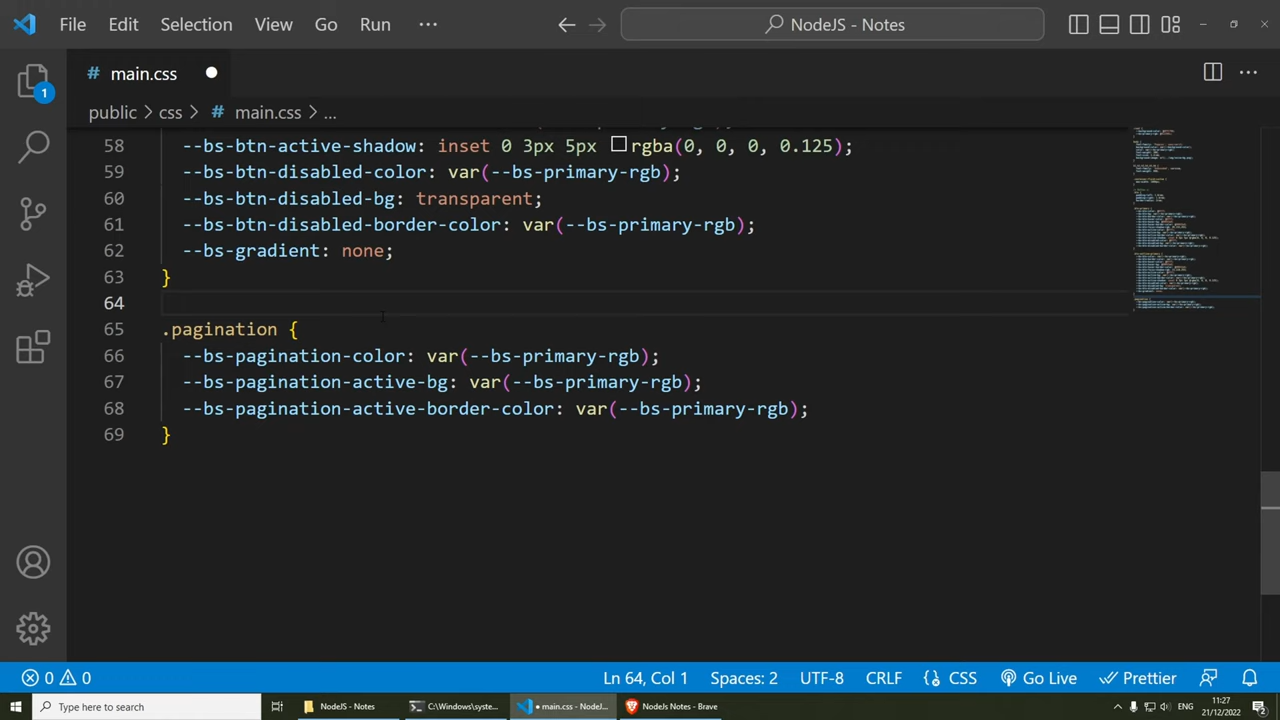 File Edit Selection View Go Run ··· NodeJS - Notes
# main.css
public > css > # main.css > ...
58 --bs-btn-active-shadow: inset 0 3px 5px rgba(0, 0, 0, 0.125);
59 --bs-btn-disabled-color: var(--bs-primary-rgb);
60 --bs-btn-disabled-bg: transparent;
61 --bs-btn-disabled-border-color: var(--bs-primary-rgb);
62 --bs-gradient: none;
63 }
64
65 .pagination {
66 --bs-pagination-color: var(--bs-primary-rgb);
67 --bs-pagination-active-bg: var(--bs-primary-rgb);
68 --bs-pagination-active-border-color: var(--bs-primary-rgb);
69 }
1
0 0 Ln 64, Col 1 Spaces: 2 UTF-8 CRLF {} CSS Go Live Prettier
Type here to search NodeJS - Notes C:\Windows\syste... ● main.css - NodeJ... NodeJs Notes - Brave ENG 11:27
21/12/2022 2